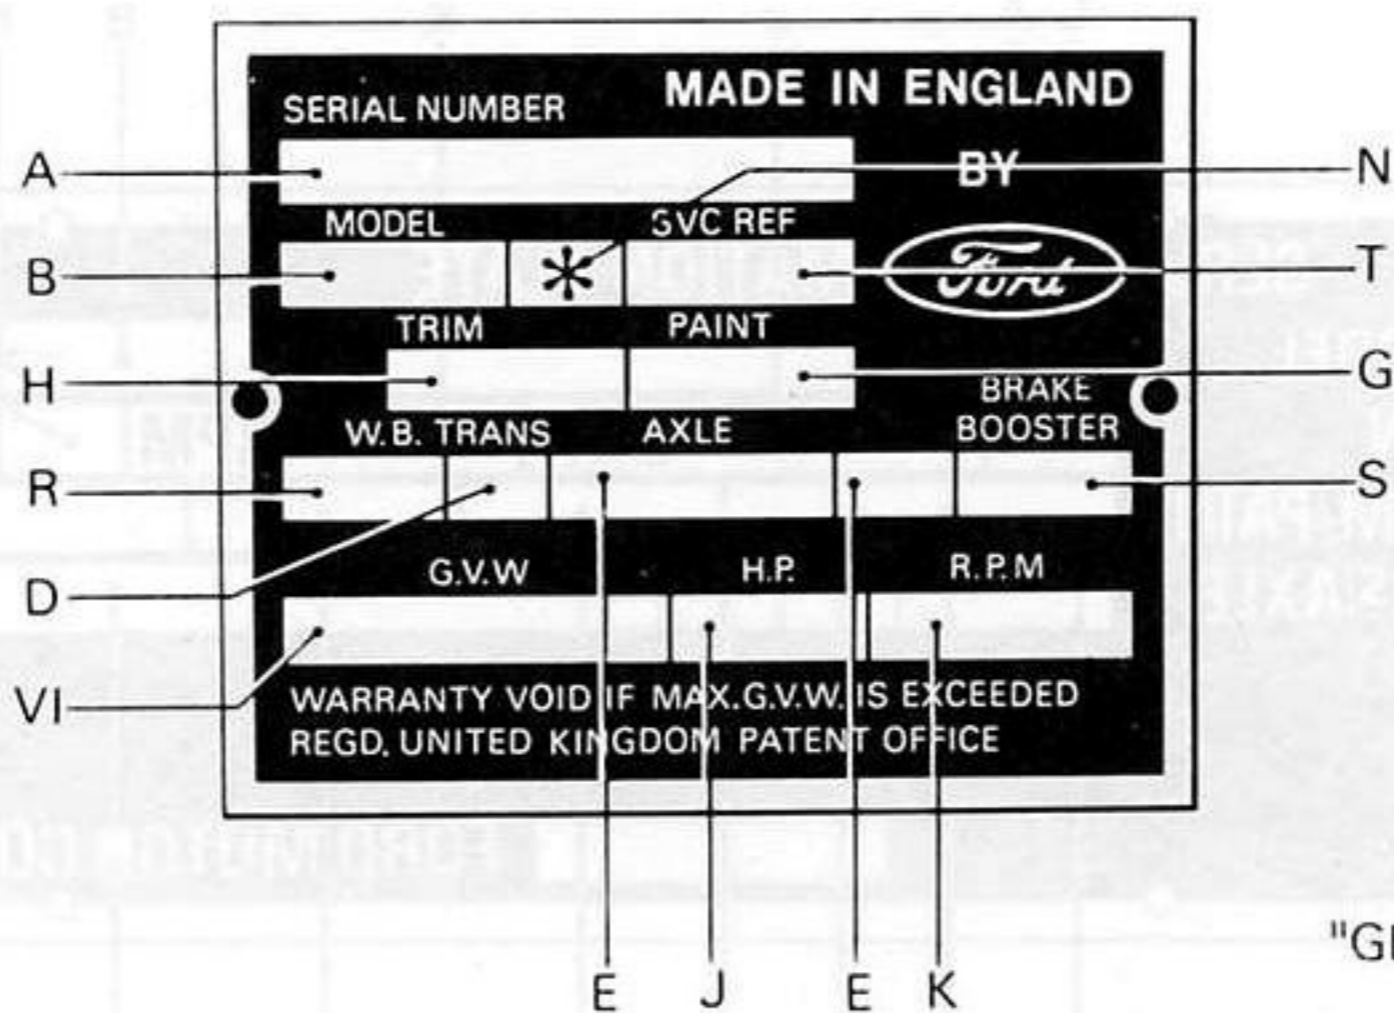 MADE IN ENGLAND
SERIAL NUMBER
A
BY
N
MODEL
SVC REF
B
*
Ford
T
TRIM
PAINT
H
G
BRAKE
BOOSTER
W.B. TRANS
AXLE
R
S
D
G.V.W
H.P.
R.P.M
VI
WARRANTY VOID IF MAX.G.V.W. IS EXCEEDED
REGD. UNITED KINGDOM PATENT OFFICE
E
J
E
K